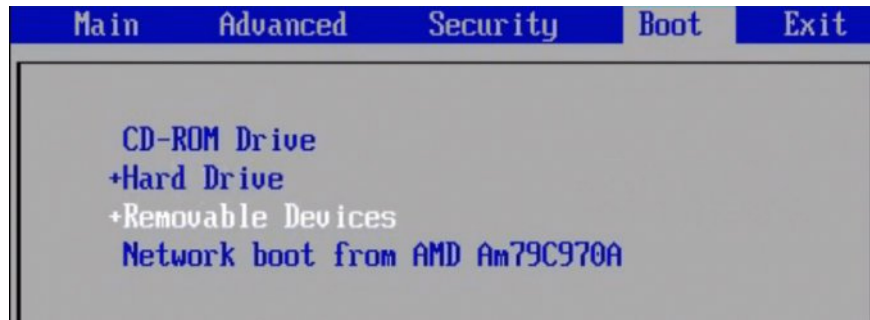 Main Advanced Security Boot Exit
CD-ROM Drive
+Hard Drive
+Removable Devices
Network boot from AMD Am79C970A